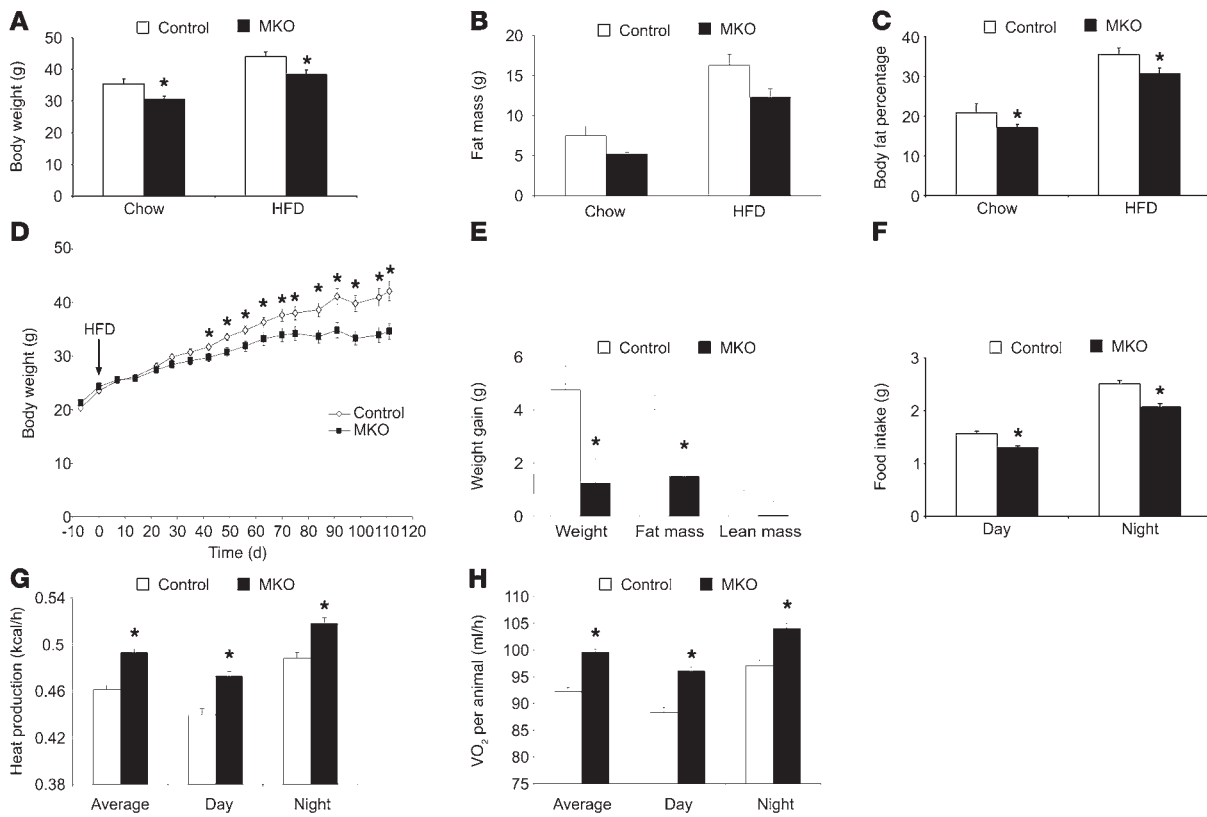 A
Control MKO
Body weight (g)
50
40
30
20
10
0
*
*
Chow HFD
B
Control MKO
Fat mass (g)
20
15
10
5
0
Chow HFD
C
Control MKO
Body fat percentage
40
30
20
10
0
*
*
Chow HFD
D
Body weight (g)
50
40
30
20
10
0
HFD
* * * * * * * * * * *
Control
MKO
-10 0 10 20 30 40 50 60 70 80 90 100 110 120
Time (d)
E
Control MKO
Weight gain (g)
6
4
2
0
*
*
Weight Fat mass Lean mass
F
Control MKO
Food intake (g)
3
2
1
0
*
*
Day Night
G
Control MKO
Heat production (kcal/h)
0.54
0.5
0.46
0.42
0.38
*
*
*
Average Day Night
H
Control MKO
VO2 per animal (ml/h)
110
105
100
95
90
85
80
75
*
*
*
Average Day Night